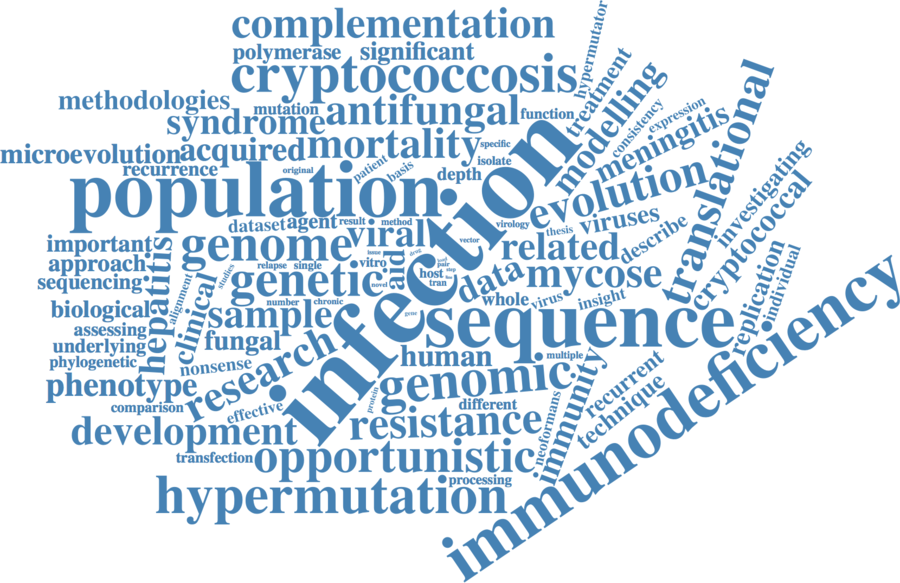 complementation
hypermutator
polymerase
significant
cryptococcosis
treatment
methodologies
mutation
antifungal
function
modelling
syndrome
consistency
expression
translational
microevolution
acquired
mortality
specific
isolate
meningitis
recurrence
original
patient
basis
depth
population
infection
evolution
investigating
dataset
agent
result
method
viral
virology
thesis
viruses
describe
cryptococcal
important
hepatitis
genome
vector
related
approach
clinical
studies
relapse
single
vitro
aid
host
pair
step
tran
data
mycose
sequencing
genetic
novel
whole
virus
insight
replication
individual
biological
alignment
sample
number
chronic
gene
sequence
immunodeficiency
assessing
fungal
underlying
human
multiple
phylogenetic
nonsense
research
genomic
immunity
recurrent
phenotype
protein
different
technique
comparison
effective
neoformans
development
resistance
transfection
opportunistic
processing
hypermutation